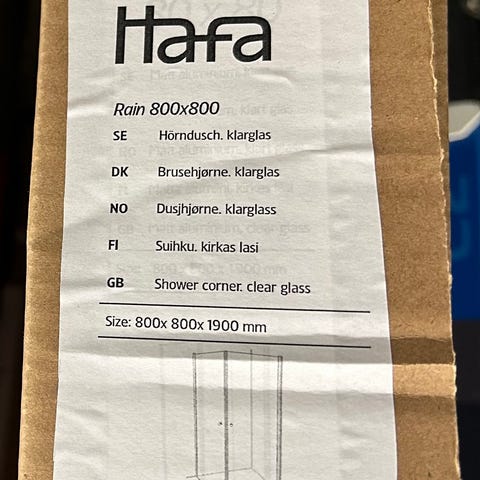 Hafa
Rain 800x800
SE Hörndusch. klarglas
DK Brusehjørne. klarglas
NO Dusjhjørne. klarglass
FI Suihku. kirkas lasi
GB Shower corner. clear glass
Size: 800x 800x 1900 mm